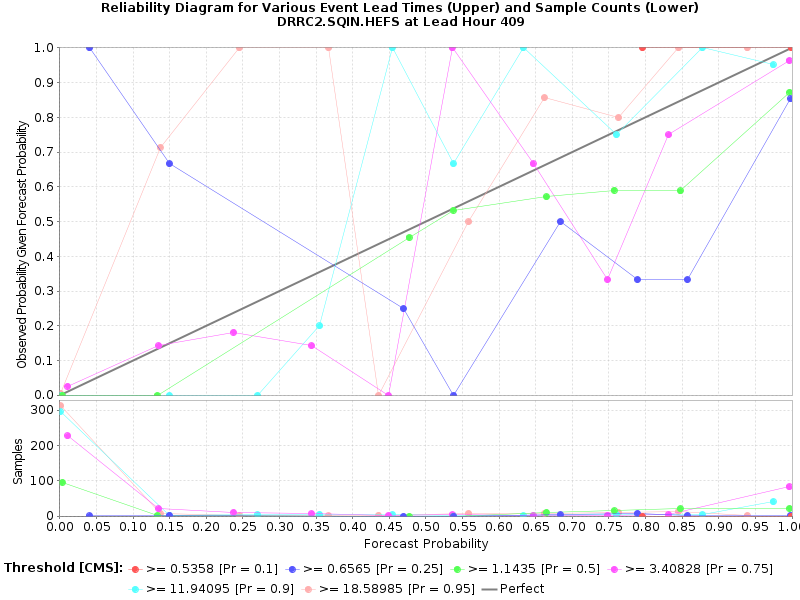 Reliability Diagram for Various Event Lead Times (Upper) and Sample Counts (Lower)
DRRC2.SQIN.HEFS at Lead Hour 409
Observed Probability Given Forecast Probability
1.0
0.9
0.8
0.7
0.6
0.5
0.4
0.3
0.2
0.1
0.0
Samples
300
200
100
0
0.00 0.05 0.10 0.15 0.20 0.25 0.30 0.35 0.40 0.45 0.50 0.55 0.60 0.65 0.70 0.75 0.80 0.85 0.90 0.95 1.0
Forecast Probability
Threshold [CMS]: >= 0.5358 [Pr = 0.1] >= 0.6565 [Pr = 0.25] >= 1.1435 [Pr = 0.5] >= 3.40828 [Pr = 0.75]
>= 11.94095 [Pr = 0.9] >= 18.58985 [Pr = 0.95] Perfect